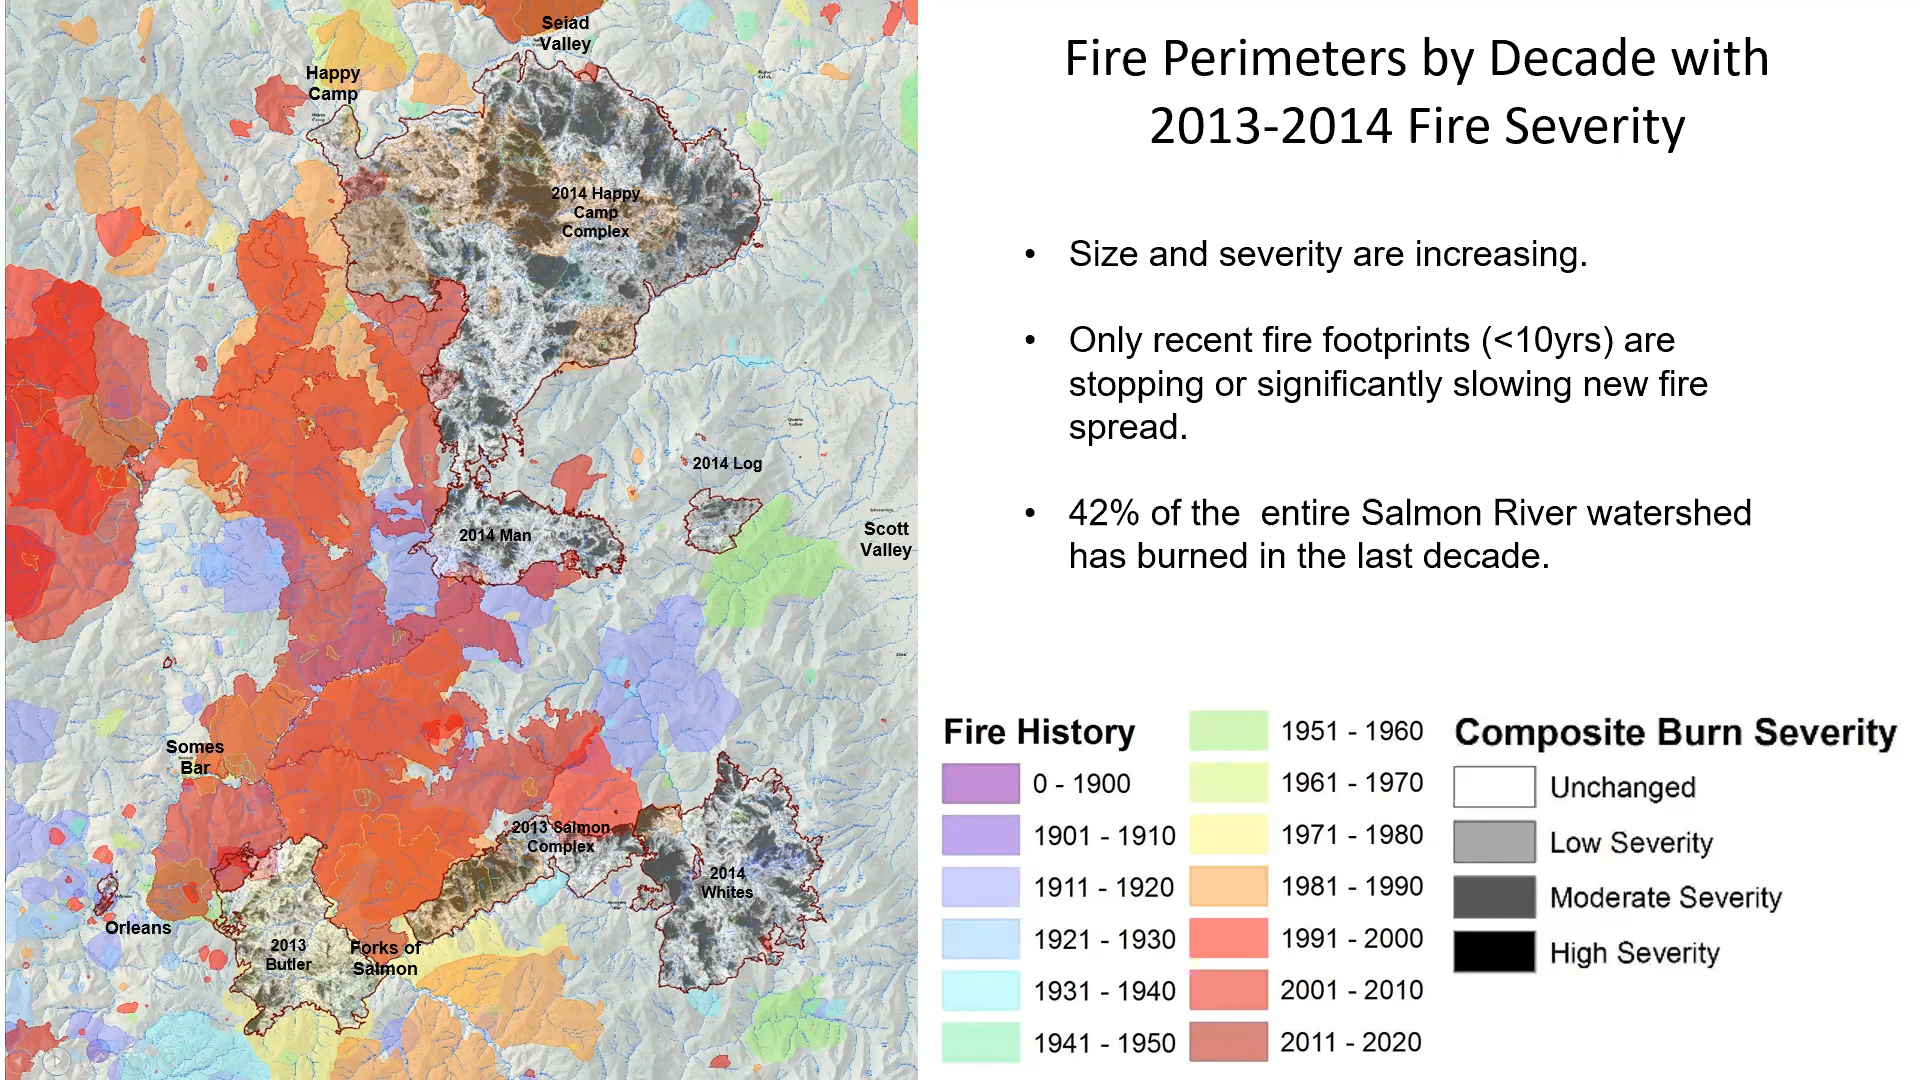 Fire Perimeters by Decade with
2013-2014 Fire Severity
• Size and severity are increasing.
• Only recent fire footprints (<10yrs) are
stopping or significantly slowing new fire
spread.
• 42% of the  entire Salmon River watershed
has burned in the last decade.
Seiad
Valley
Happy
Camp
2014 Happy
Camp
Complex
2014 Log
2014 Man
Scott
Valley
Somes
Bar
2013 Salmon
Complex
2014
Whites
Orleans
2013
Butler
Forks of
Salmon
Fire History
0 - 1900
1901 - 1910
1911 - 1920
1921 - 1930
1931 - 1940
1941 - 1950
1951 - 1960
1961 - 1970
1971 - 1980
1981 - 1990
1991 - 2000
2001 - 2010
2011 - 2020
Composite Burn Severity
Unchanged
Low Severity
Moderate Severity
High Severity